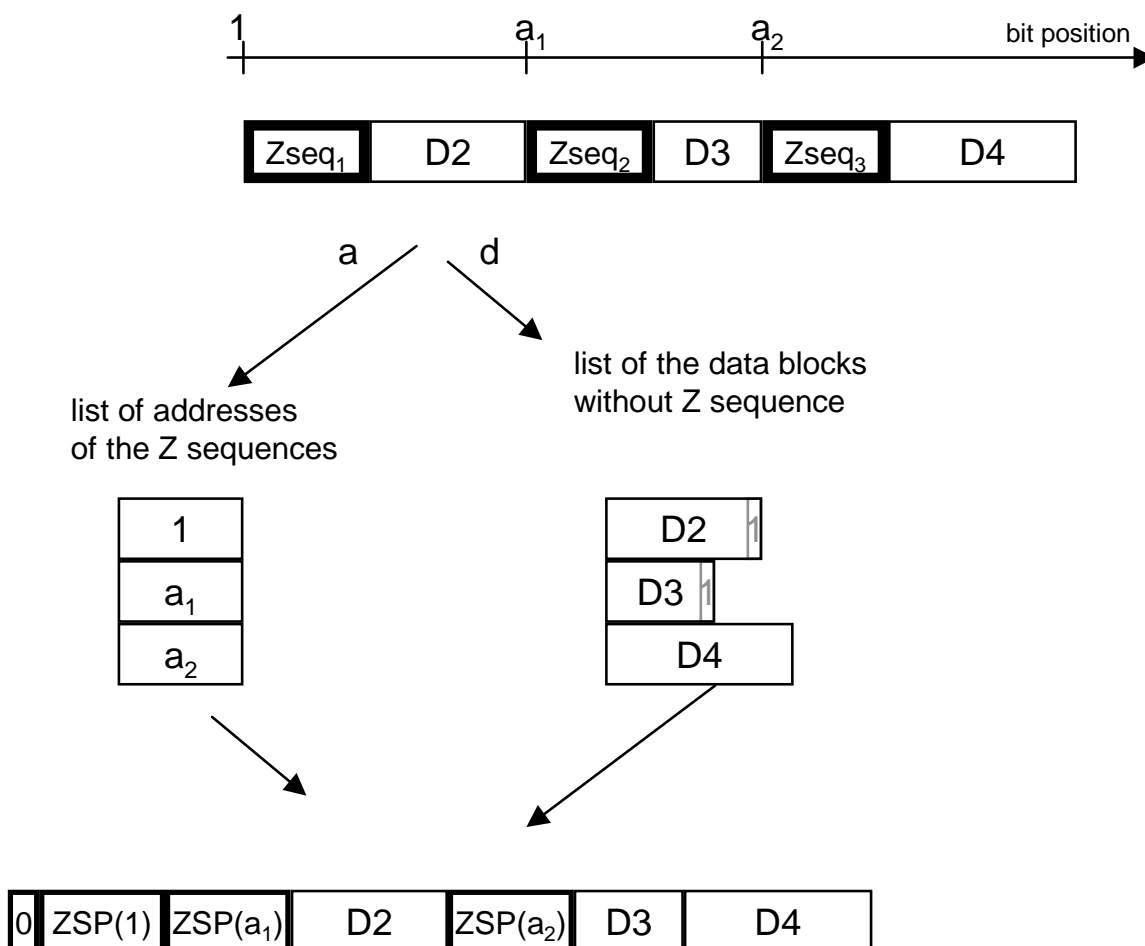 1 a₁ a₂ bit position
Zseq₁ D2 Zseq₂ D3 Zseq₃ D4
a d
list of the data blocks
without Z sequence
list of addresses
of the Z sequences
1
a₁
a₂
D2 1
D3 1
D4
0 ZSP(1) ZSP(a₁) D2 ZSP(a₂) D3 D4